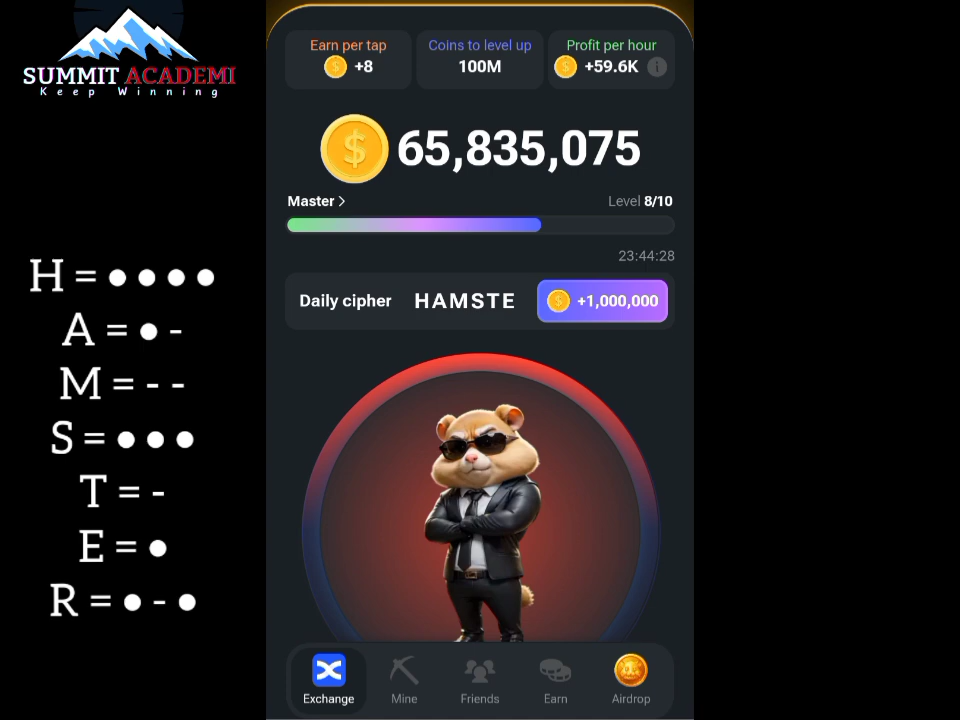 SUMMIT ACADEMI
Keep Winning
H = ● ● ● ●
A = ● -
M = - -
S = ● ● ●
T = -
E = ●
R = ● - ●
Earn per tap
+8
Coins to level up
100M
Profit per hour
+59.6K
65,835,075
Master >
Level 8/10
23:44:28
Daily cipher HAMSTE +1,000,000
Exchange Mine Friends Earn Airdrop